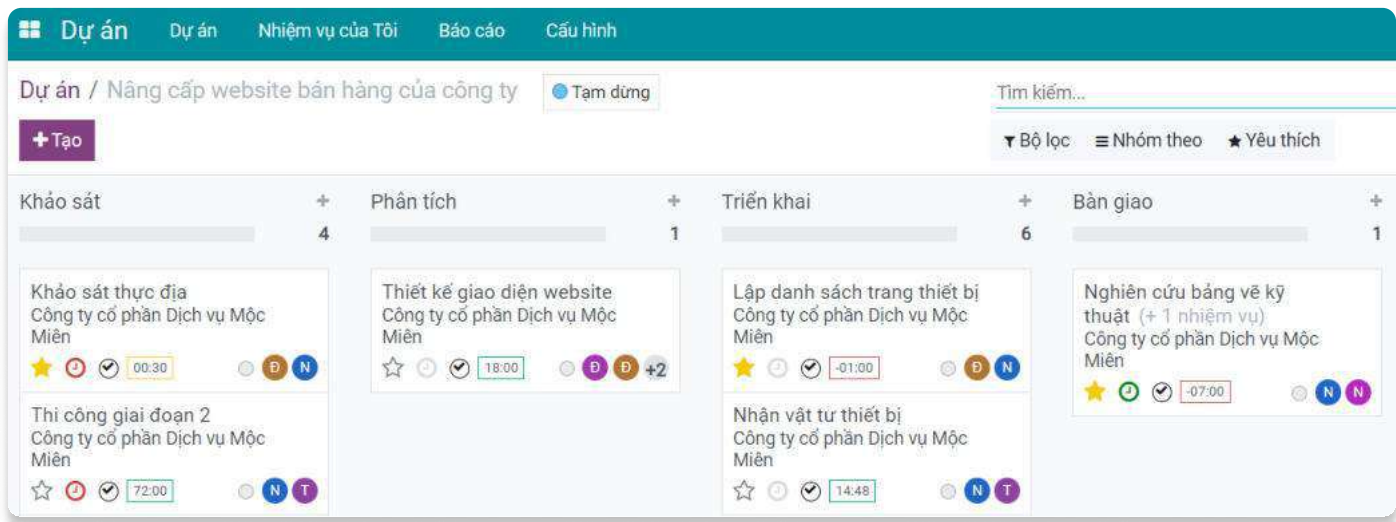 Dự án Dự án Nhiệm vụ của Tôi Báo cáo Cấu hình
Dự án / Nâng cấp website bán hàng của công ty Tạm dừng
Tìm kiếm...
+Tạo
Bộ lọc Nhóm theo Yêu thích
Khảo sát +
4
Khảo sát thực địa
Công ty cổ phần Dịch vụ Mộc
Miên
00:30 Đ N
Thi công giai đoạn 2
Công ty cổ phần Dịch vụ Mộc
Miên
72:00 N T
Phân tích +
1
Thiết kế giao diện website
Công ty cổ phần Dịch vụ Mộc
Miên
18:00 Đ Đ +2
Triển khai +
6
Lập danh sách trang thiết bị
Công ty cổ phần Dịch vụ Mộc
Miên
-01:00 Đ N
Nhận vật tư thiết bị
Công ty cổ phần Dịch vụ Mộc
Miên
14:48 N T
Bàn giao +
1
Nghiên cứu bảng vẽ kỹ
thuật (+ 1 nhiệm vụ)
Công ty cổ phần Dịch vụ Mộc
Miên
-07:00 N N